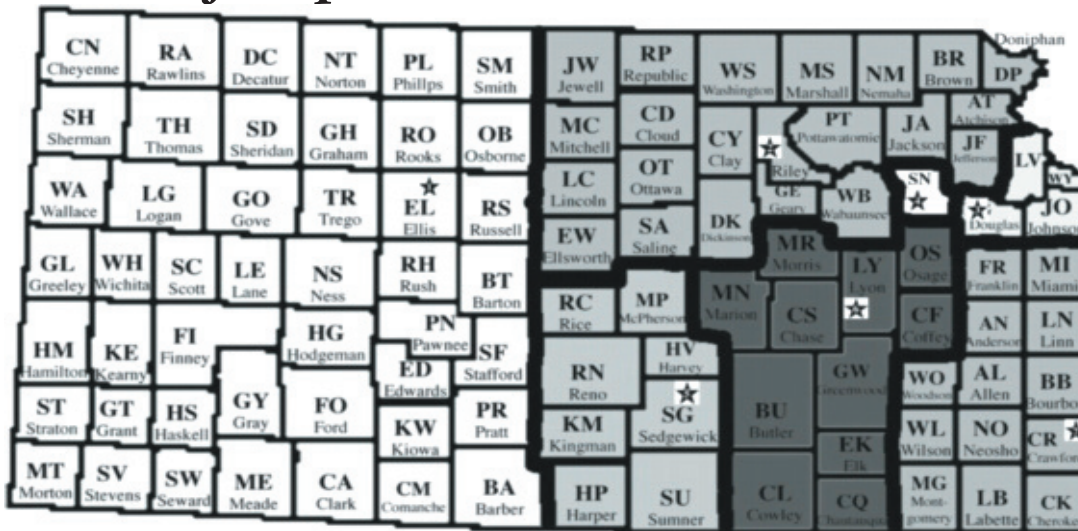 CN
Cheyenne
RA
Rawlins
DC
Decatur
NT
Norton
PL
Phillps
SM
Smith
JW
Jewell
RP
Republic
WS
Washington
MS
Marshall
NM
Nemaha
BR
Brown
Doniphan
DP
SH
Sherman
TH
Thomas
SD
Sheridan
GH
Graham
RO
Rooks
OB
Osborne
MC
Mitchell
CD
Cloud
CY
Clay
Riley
PT
Pottawatomie
JA
Jackson
AT
Atchison
JF
Jefferson
LV
WY
WA
Wallace
LG
Logan
GO
Gove
TR
Trego
EL
Ellis
RS
Russell
LC
Lincoln
OT
Ottawa
DK
Dickinson
GE
Geary
WB
Wabaunsee
SN
Douglas
JO
Johnson
GL
Greeley
WH
Wichita
SC
Scott
LE
Lane
NS
Ness
RH
Rush
BT
Barton
EW
Ellsworth
SA
Saline
MR
Morris
LY
Lyon
OS
Osage
FR
Franklin
MI
Miami
HM
Hamilton
KE
Kearny
FI
Finney
HG
Hodgeman
PN
Pawnee
SF
Stafford
RC
Rice
MP
McPherson
MN
Marion
CS
Chase
CF
Coffey
AN
Anderson
LN
Linn
ST
Straton
GT
Grant
HS
Haskell
GY
Gray
FO
Ford
ED
Edwards
KW
Kiowa
PR
Pratt
RN
Reno
HV
Harvey
SG
Sedgewick
BU
Butler
GW
Greenwood
WO
Woodson
AL
Allen
BB
Bourbo
MT
Morton
SV
Stevens
SW
Seward
ME
Meade
CA
Clark
CM
Comanche
BA
Barber
KM
Kingman
HP
Harper
SU
Sumner
CL
Cowley
EK
Elk
CQ
Chautauqua
WL
Wilson
NO
Neosho
CR
Crawford
MG
Mont-
gomery
LB
Labette
CK
Cheroke